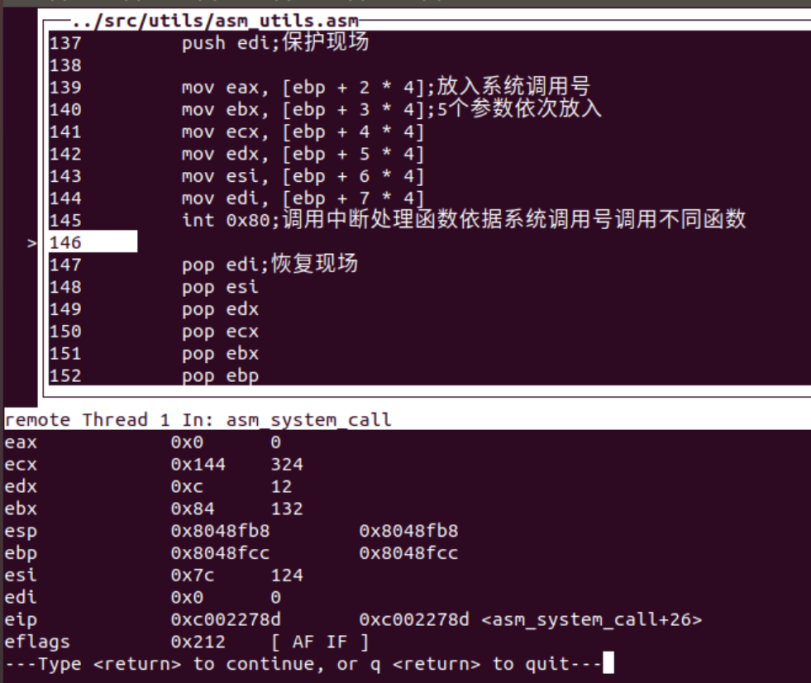 ../src/utils/asm_utils.asm
137 push edi;保护现场
138
139 mov eax, [ebp + 2 * 4];放入系统调用号
140 mov ebx, [ebp + 3 * 4];5个参数依次放入
141 mov ecx, [ebp + 4 * 4]
142 mov edx, [ebp + 5 * 4]
143 mov esi, [ebp + 6 * 4]
144 mov edi, [ebp + 7 * 4]
145 int 0x80;调用中断处理函数依据系统调用号调用不同函数
> 146
147 pop edi;恢复现场
148 pop esi
149 pop edx
150 pop ecx
151 pop ebx
152 pop ebp
remote Thread 1 In: asm_system_call
eax 0x0 0
ecx 0x144 324
edx 0xc 12
ebx 0x84 132
esp 0x8048fb8 0x8048fb8
ebp 0x8048fcc 0x8048fcc
esi 0x7c 124
edi 0x0 0
eip 0xc002278d 0xc002278d <asm_system_call+26>
eflags 0x212 [ AF IF ]
---Type <return> to continue, or q <return> to quit---